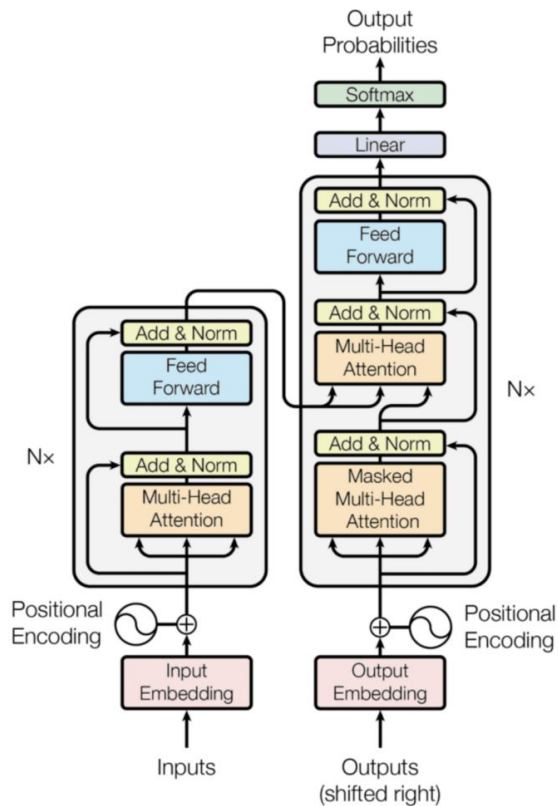 Output
Probabilities
Softmax
Linear
Add & Norm
Feed
Forward
Add & Norm
Multi-Head
Attention
Add & Norm
Masked
Multi-Head
Attention
N×
Add & Norm
Feed
Forward
Add & Norm
Multi-Head
Attention
N×
Positional
Encoding
Positional
Encoding
Input
Embedding
Output
Embedding
Inputs
Outputs
(shifted right)